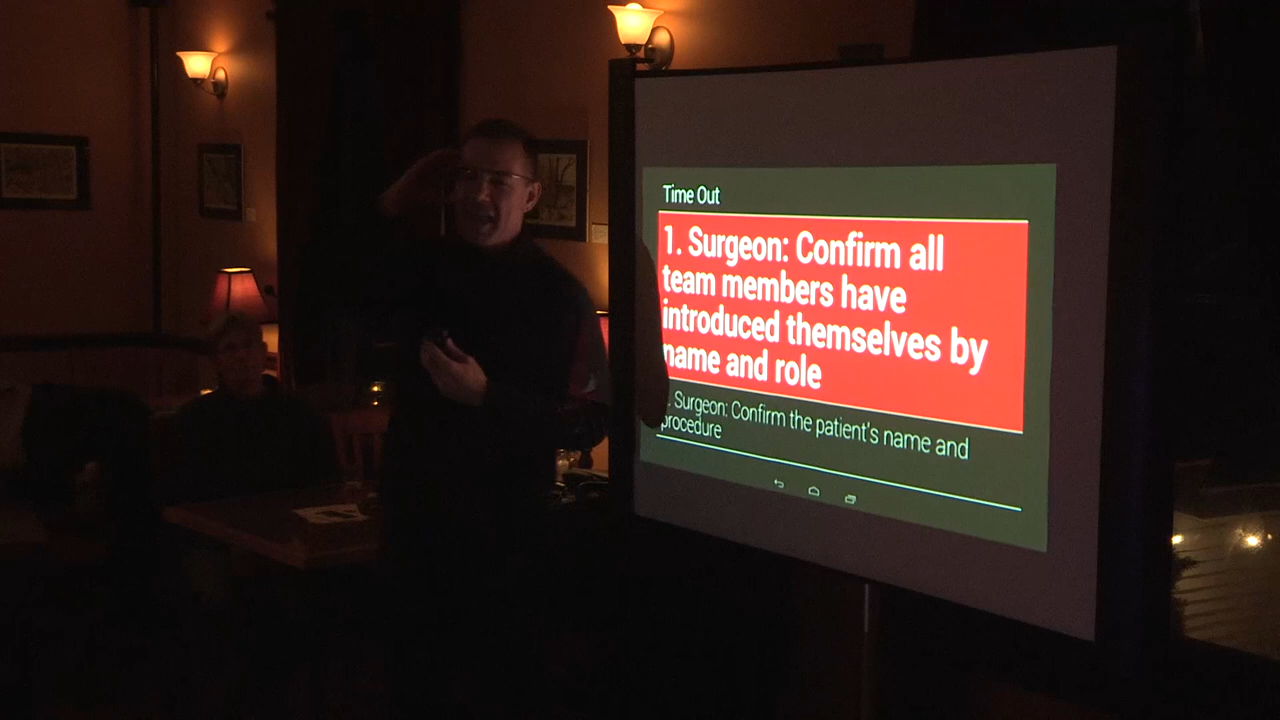 Time Out
1. Surgeon: Confirm all
team members have
introduced themselves by
name and role
. Surgeon: Confirm the patient's name and
procedure